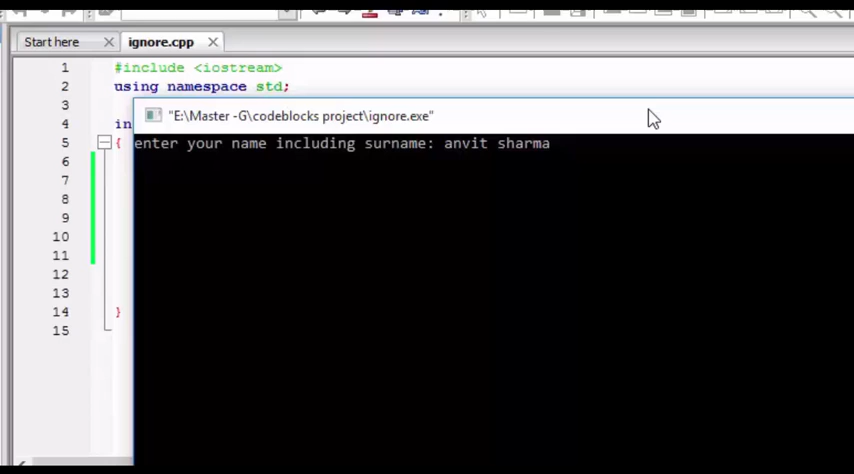 Start here
ignore.cpp
1 #include <iostream>
2 using namespace std;
3
4 in
5 {
6
7
8
9
10
11
12
13
14 }
15
"E:\Master -G\codeblocks project\ignore.exe"
enter your name including surname: anvit sharma